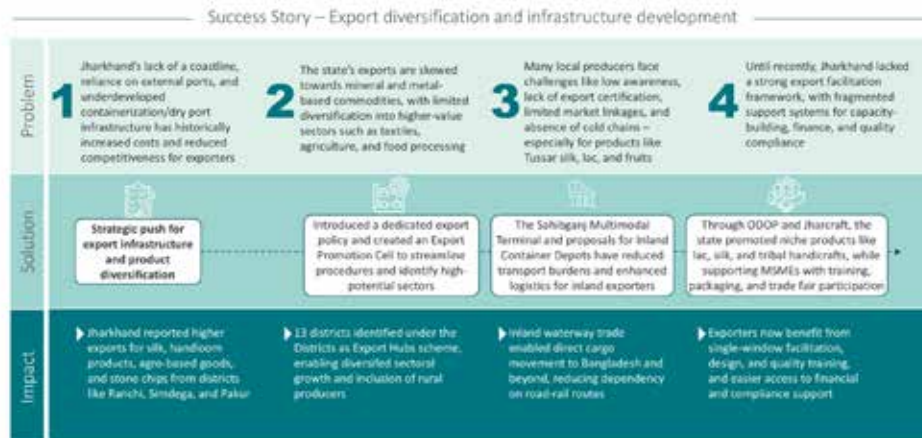 Success Story – Export diversification and infrastructure development
Problem
1
Jharkhand's lack of a coastline,
reliance on external ports, and
underdeveloped
containerization/dry port
infrastructure has historically
increased costs and reduced
competitiveness for exporters
2
The state's exports are skewed
towards mineral and metal-
based commodities, with limited
diversification into higher-value
sectors such as textiles,
agriculture, and food processing
3
Many local producers face
challenges like low awareness,
lack of export certification,
limited market linkages, and
absence of cold chains –
especially for products like
Tussar silk, lac, and fruits
4
Until recently, Jharkhand lacked
a strong export facilitation
framework, with fragmented
support systems for capacity-
building, finance, and quality
compliance
Solution
Strategic push for
export infrastructure
and product
diversification
Introduced a dedicated export
policy and created an Export
Promotion Cell to streamline
procedures and identify high-
potential sectors
The Sahibganj Multimodal
Terminal and proposals for Inland
Container Depots have reduced
transport burdens and enhanced
logistics for inland exporters
Through ODOP and Jharcraft, the
state promoted niche products like
lac, silk, and tribal handicrafts, while
supporting MSMEs with training,
packaging, and trade fair participation
Impact
Jharkhand reported higher
exports for silk, handloom
products, agro-based goods,
and stone chips from districts
like Ranchi, Simdega, and Pakur
13 districts identified under the
Districts as Export Hubs scheme,
enabling diversified sectoral
growth and inclusion of rural
producers
Inland waterway trade
enabled direct cargo
movement to Bangladesh and
beyond, reducing dependency
on road-rail routes
Exporters now benefit from
single-window facilitation,
design, and quality training,
and easier access to financial
and compliance support